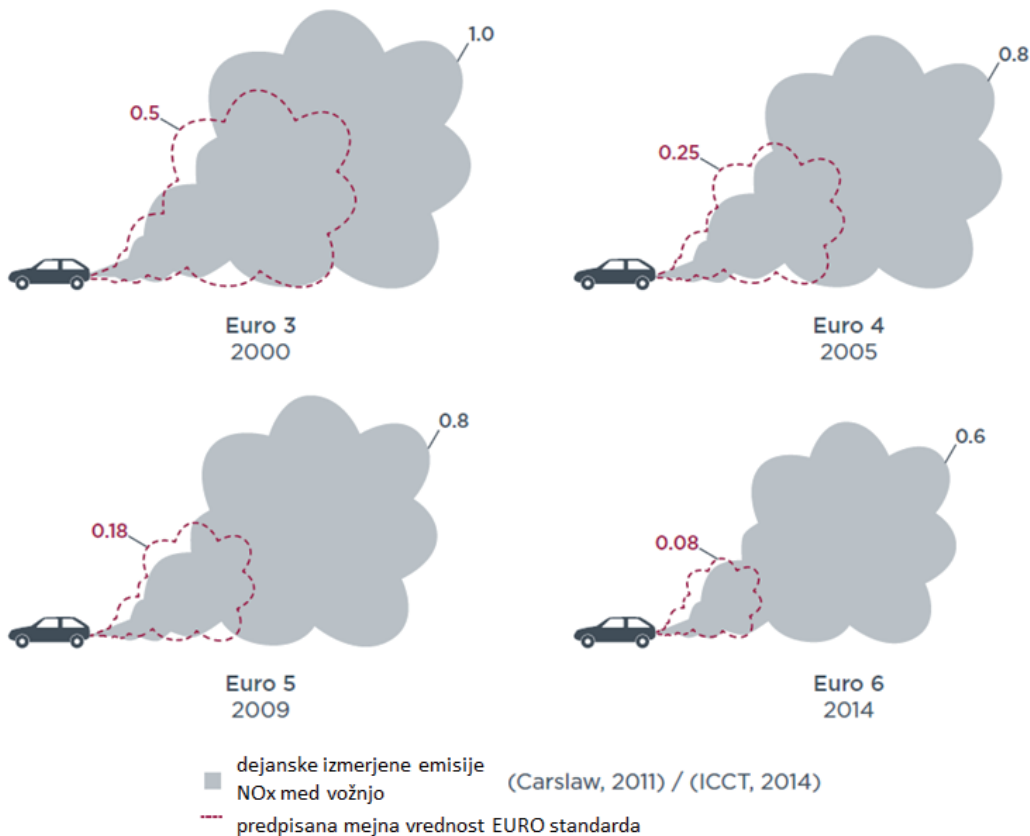 1.0
0.5
Euro 3
2000
0.8
0.25
Euro 4
2005
0.8
0.18
Euro 5
2009
0.6
0.08
Euro 6
2014
dejanske izmerjene emisije
NOx med vožnjo
(Carslaw, 2011) / (ICCT, 2014)
predpisana mejna vrednost EURO standarda